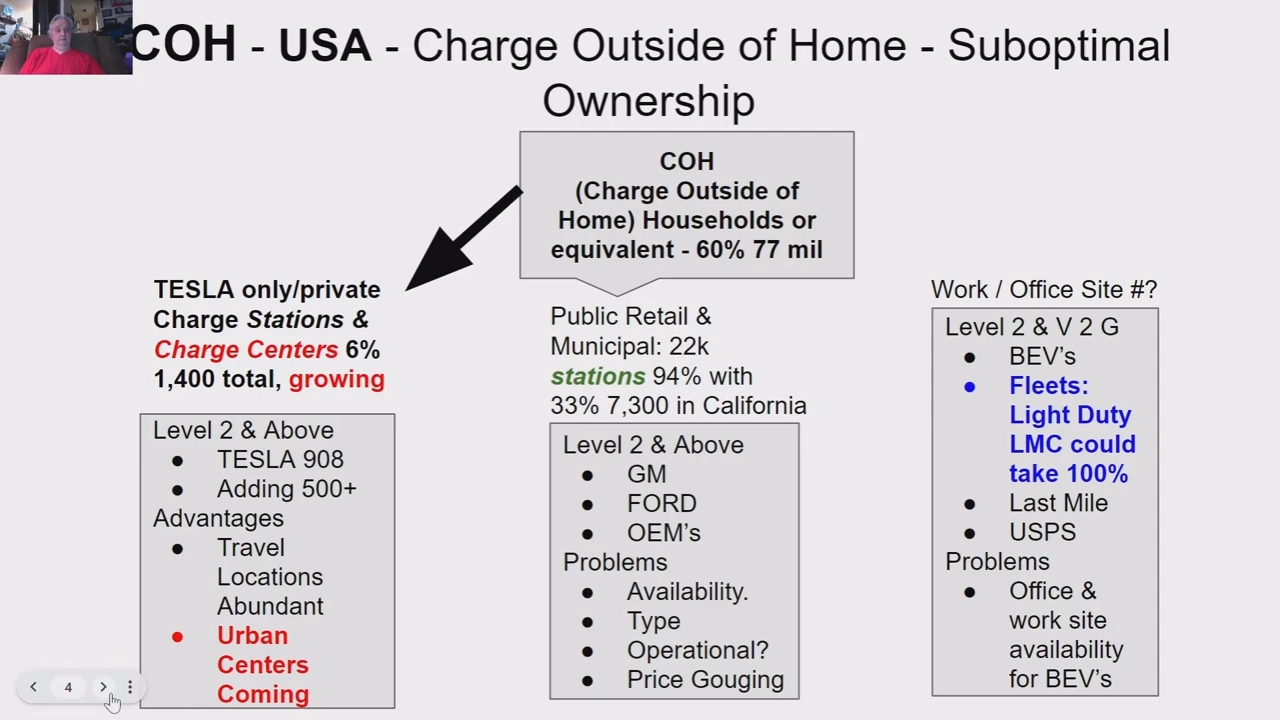 COH - USA - Charge Outside of Home - Suboptimal
Ownership
COH
(Charge Outside of
Home) Households or
equivalent - 60% 77 mil
TESLA only/private
Charge Stations &
Charge Centers 6%
1,400 total, growing
Level 2 & Above
● TESLA 908
● Adding 500+
Advantages
● Travel
Locations
Abundant
● Urban
Centers
Coming
Public Retail &
Municipal: 22k
stations 94% with
33% 7,300 in California
Level 2 & Above
● GM
● FORD
● OEM's
Problems
● Availability.
● Type
● Operational?
● Price Gouging
Work / Office Site #?
Level 2 & V 2 G
● BEV's
● Fleets:
Light Duty
LMC could
take 100%
● Last Mile
● USPS
Problems
● Office &
work site
availability
for BEV's
4